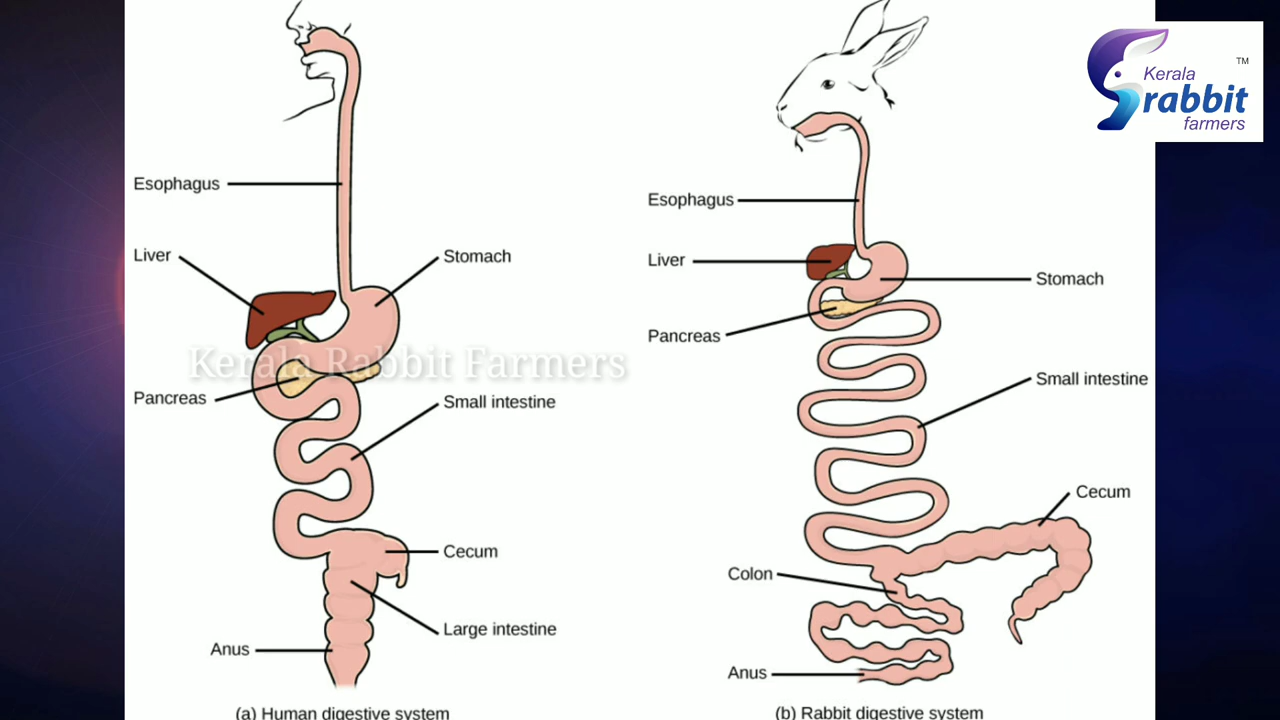 Kerala
rabbit
farmers
TM
Esophagus
Liver
Stomach
Kerala Rabbit Farmers
Pancreas
Small intestine
Cecum
Large intestine
Anus
(a) Human digestive system
Esophagus
Liver
Stomach
Pancreas
Small intestine
Cecum
Colon
Anus
(b) Rabbit digestive system